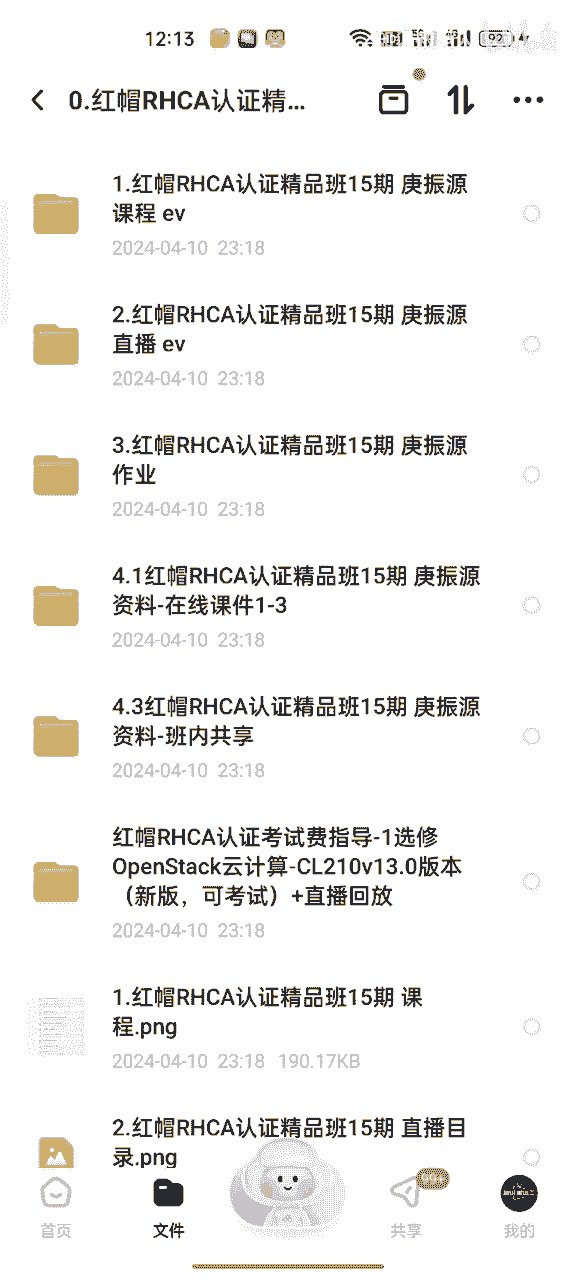 12:13
92
0.红帽RHCA认证精...
1.红帽RHCA认证精品班15期 庚振源
课程 ev
2024-04-10 23:18
2.红帽RHCA认证精品班15期 庚振源
直播 ev
2024-04-10 23:18
3.红帽RHCA认证精品班15期 庚振源
作业
2024-04-10 23:18
4.1红帽RHCA认证精品班15期 庚振源
资料-在线课件1-3
2024-04-10 23:18
4.3红帽RHCA认证精品班15期 庚振源
资料-班内共享
2024-04-10 23:18
红帽RHCA认证考试费指导-1选修
OpenStack云计算-CL210v13.0版本
（新版，可考试）+直播回放
2024-04-10 23:18
1.红帽RHCA认证精品班15期 课
程.png
2024-04-10 23:18 190.17KB
2.红帽RHCA认证精品班15期 直播目
录.png
首页
文件
共享
我的